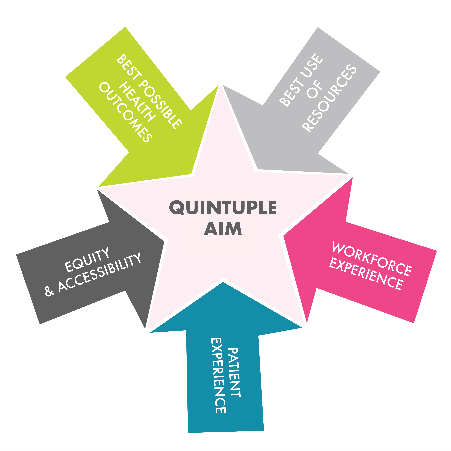 BEST POSSIBLE
HEALTH
OUTCOMES
BEST USE
OF
RESOURCES
QUINTUPLE
AIM
EQUITY
& ACCESSIBILITY
WORKFORCE
EXPERIENCE
PATIENT
EXPERIENCE